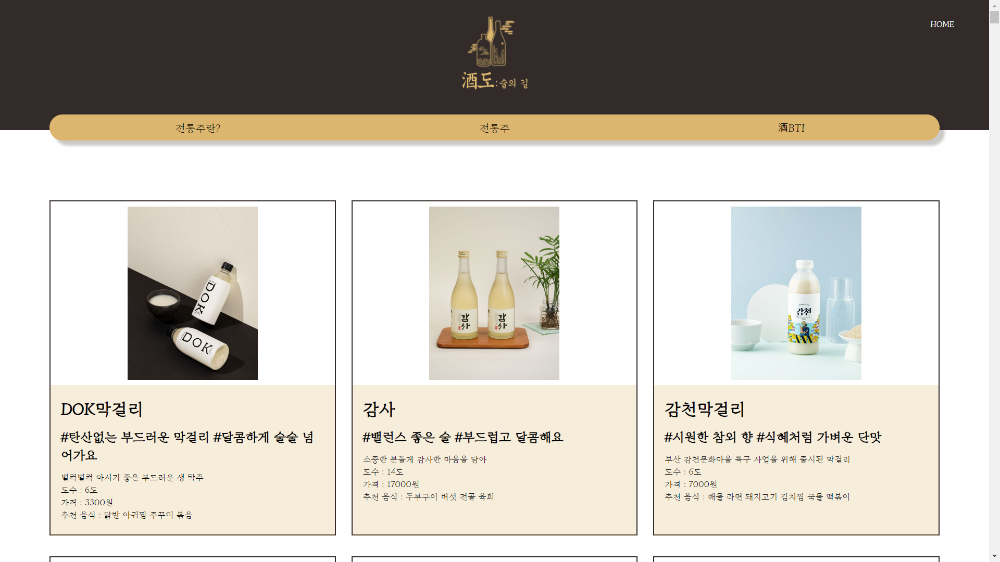 HOME
酒도:술의 길
전통주란?
전통주
酒BTI
DOK
DOK
감사
감사
감천
DOK막걸리
#탄산없는 부드러운 막걸리 #달콤하게 술술 넘
어가요
벌컥벌컥 마시기 좋은 부드러운 생 탁주
도수 : 6도
가격 : 3300원
추천 음식 : 닭발 아귀찜 주꾸미 볶음
감사
#밸런스 좋은 술 #부드럽고 달콤해요
소중한 분들게 감사한 마음을 담아
도수 : 14도
가격 : 17000원
추천 음식 : 두부구이 버섯 전골 육회
감천막걸리
#시원한 참외 향 #식혜처럼 가벼운 단맛
부산 감천문화마을 특구 사업을 위해 출시된 막걸리
도수 : 6도
가격 : 7000원
추천 음식 : 해물 라면 돼지고기 김치찜 국물 떡볶이